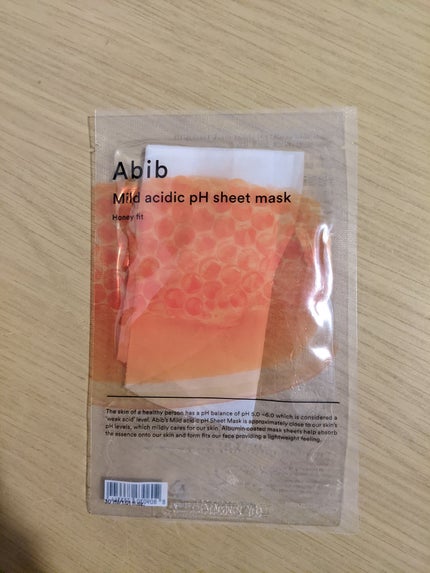 Abib
Mild acidic pH sheet mask
Honey fit
The skin of a healthy person has a pH balance of pH 5.0 ~6.0 which is considered a
'weak acid' level. Abib's Mild acidic pH Sheet Mask is approximately close to our skin's
pH levels, which mildly cares for our skin. Albumin coated mask sheets help absorb
the essence onto our skin and form fits our face providing a lightweight feeling.